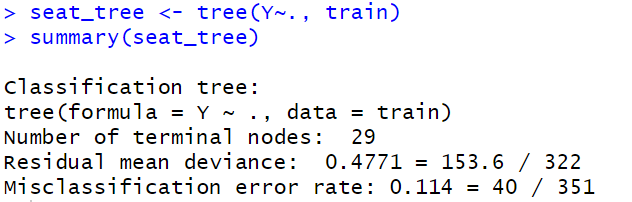 > seat_tree <- tree(Y~., train)
> summary(seat_tree)
Classification tree:
tree(formula = Y ~ ., data = train)
Number of terminal nodes:  29
Residual mean deviance:  0.4771 = 153.6 / 322
Misclassification error rate: 0.114 = 40 / 351